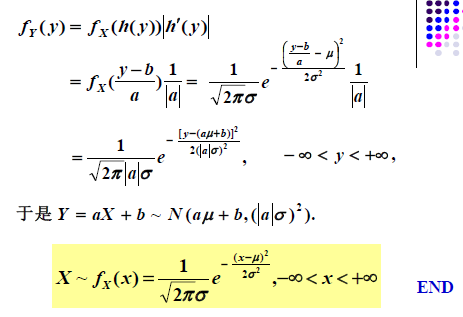 f_Y(y) = f_X(h(y))|h′(y)|
= f_X((y−b)/a) 1/|a| = 1/(√(2π)σ) e^{−((y−b)/a − μ)²/(2σ²)} 1/|a|
= 1/(√(2π)|a|σ) e^{−[y−(aμ+b)]²/(2(|a|σ)²)}, −∞ < y < +∞,
于是 Y = aX + b ~ N(aμ + b, (|a|σ)²).
X ~ f_X(x) = 1/(√(2π)σ) e^{−(x−μ)²/(2σ²)}, −∞ < x < +∞
END